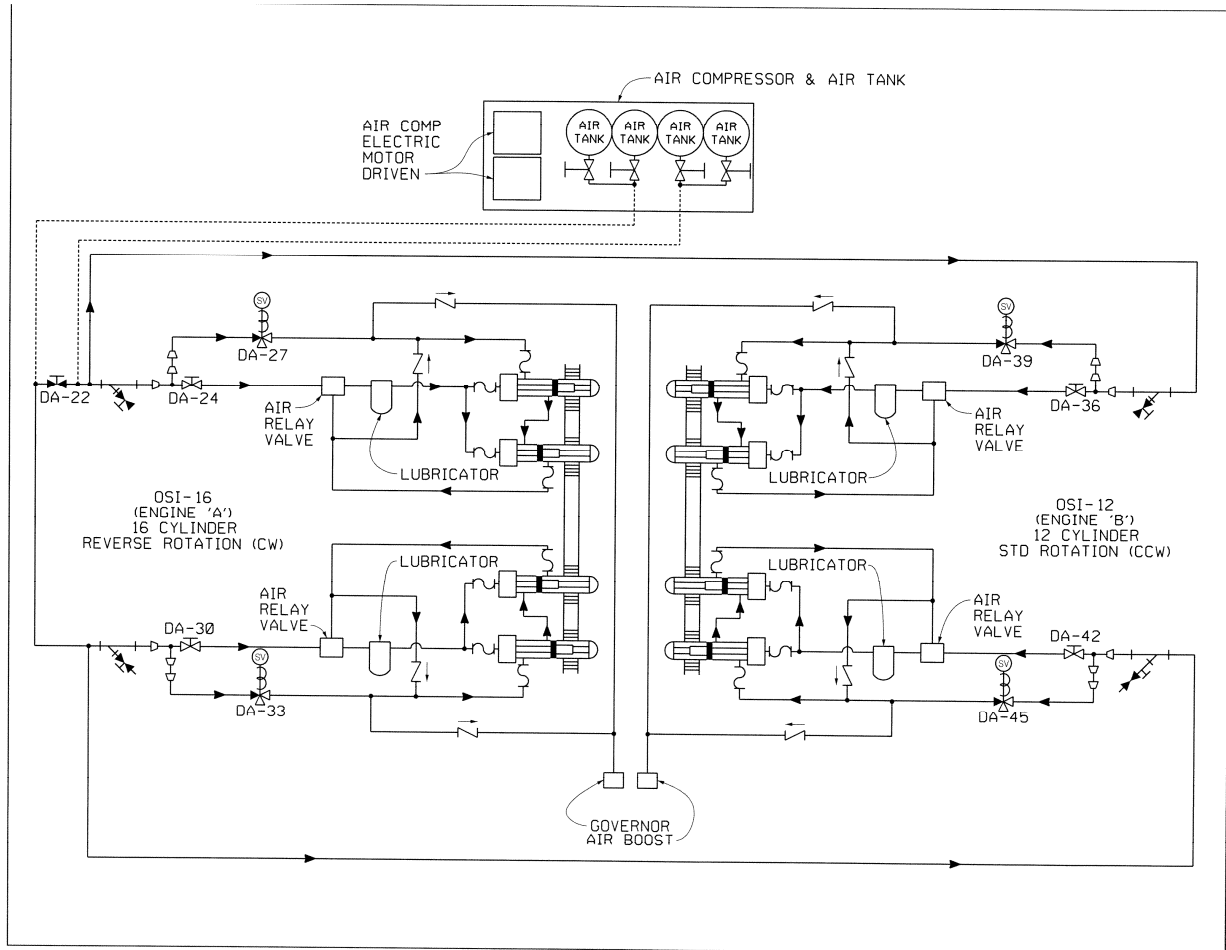 AIR COMPRESSOR & AIR TANK
AIR COMP
ELECTRIC
MOTOR
DRIVEN
AIR
TANK
AIR
TANK
AIR
TANK
AIR
TANK
SV
DA-27
SV
DA-39
DA-22
DA-24
DA-36
AIR
RELAY
VALVE
AIR
RELAY
VALVE
LUBRICATOR
LUBRICATOR
OSI-16
(ENGINE 'A')
16 CYLINDER
REVERSE ROTATION (CW)
OSI-12
(ENGINE 'B')
12 CYLINDER
STD ROTATION (CCW)
LUBRICATOR
LUBRICATOR
AIR
RELAY
VALVE
AIR
RELAY
VALVE
DA-30
DA-42
SV
DA-33
SV
DA-45
GOVERNOR
AIR BOOST